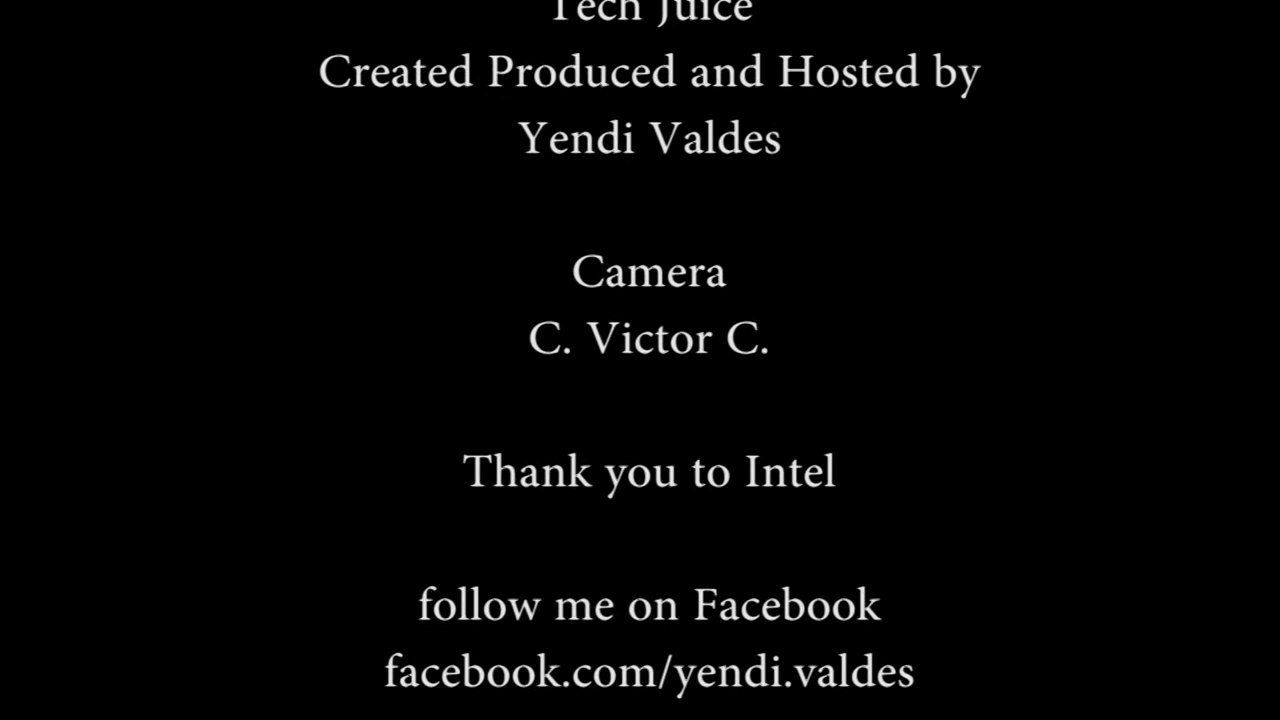 Tech Juice
Created Produced and Hosted by
Yendi Valdes
Camera
C. Victor C.
Thank you to Intel
follow me on Facebook
facebook.com/yendi.valdes